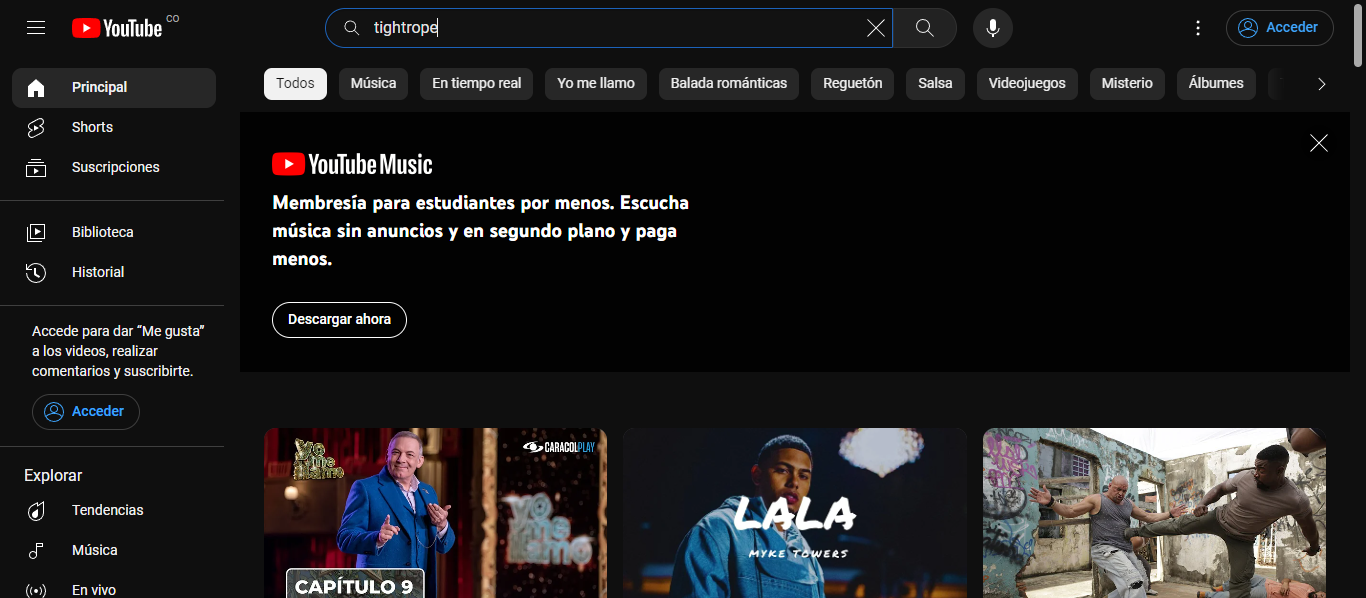 YouTube CO
tightrope
Acceder
Principal
Shorts
Suscripciones
Biblioteca
Historial
Accede para dar “Me gusta”
a los videos, realizar
comentarios y suscribirte.
Acceder
Explorar
Tendencias
Música
En vivo
Todos
Música
En tiempo real
Yo me llamo
Balada románticas
Reguetón
Salsa
Videojuegos
Misterio
Álbumes
YouTube Music
Membresía para estudiantes por menos. Escucha
música sin anuncios y en segundo plano y paga
menos.
Descargar ahora
Yo
me
llamo
CARACOLPLAY
Yo
me
llamo
CAPÍTULO 9
LALA
MYKE TOWERS